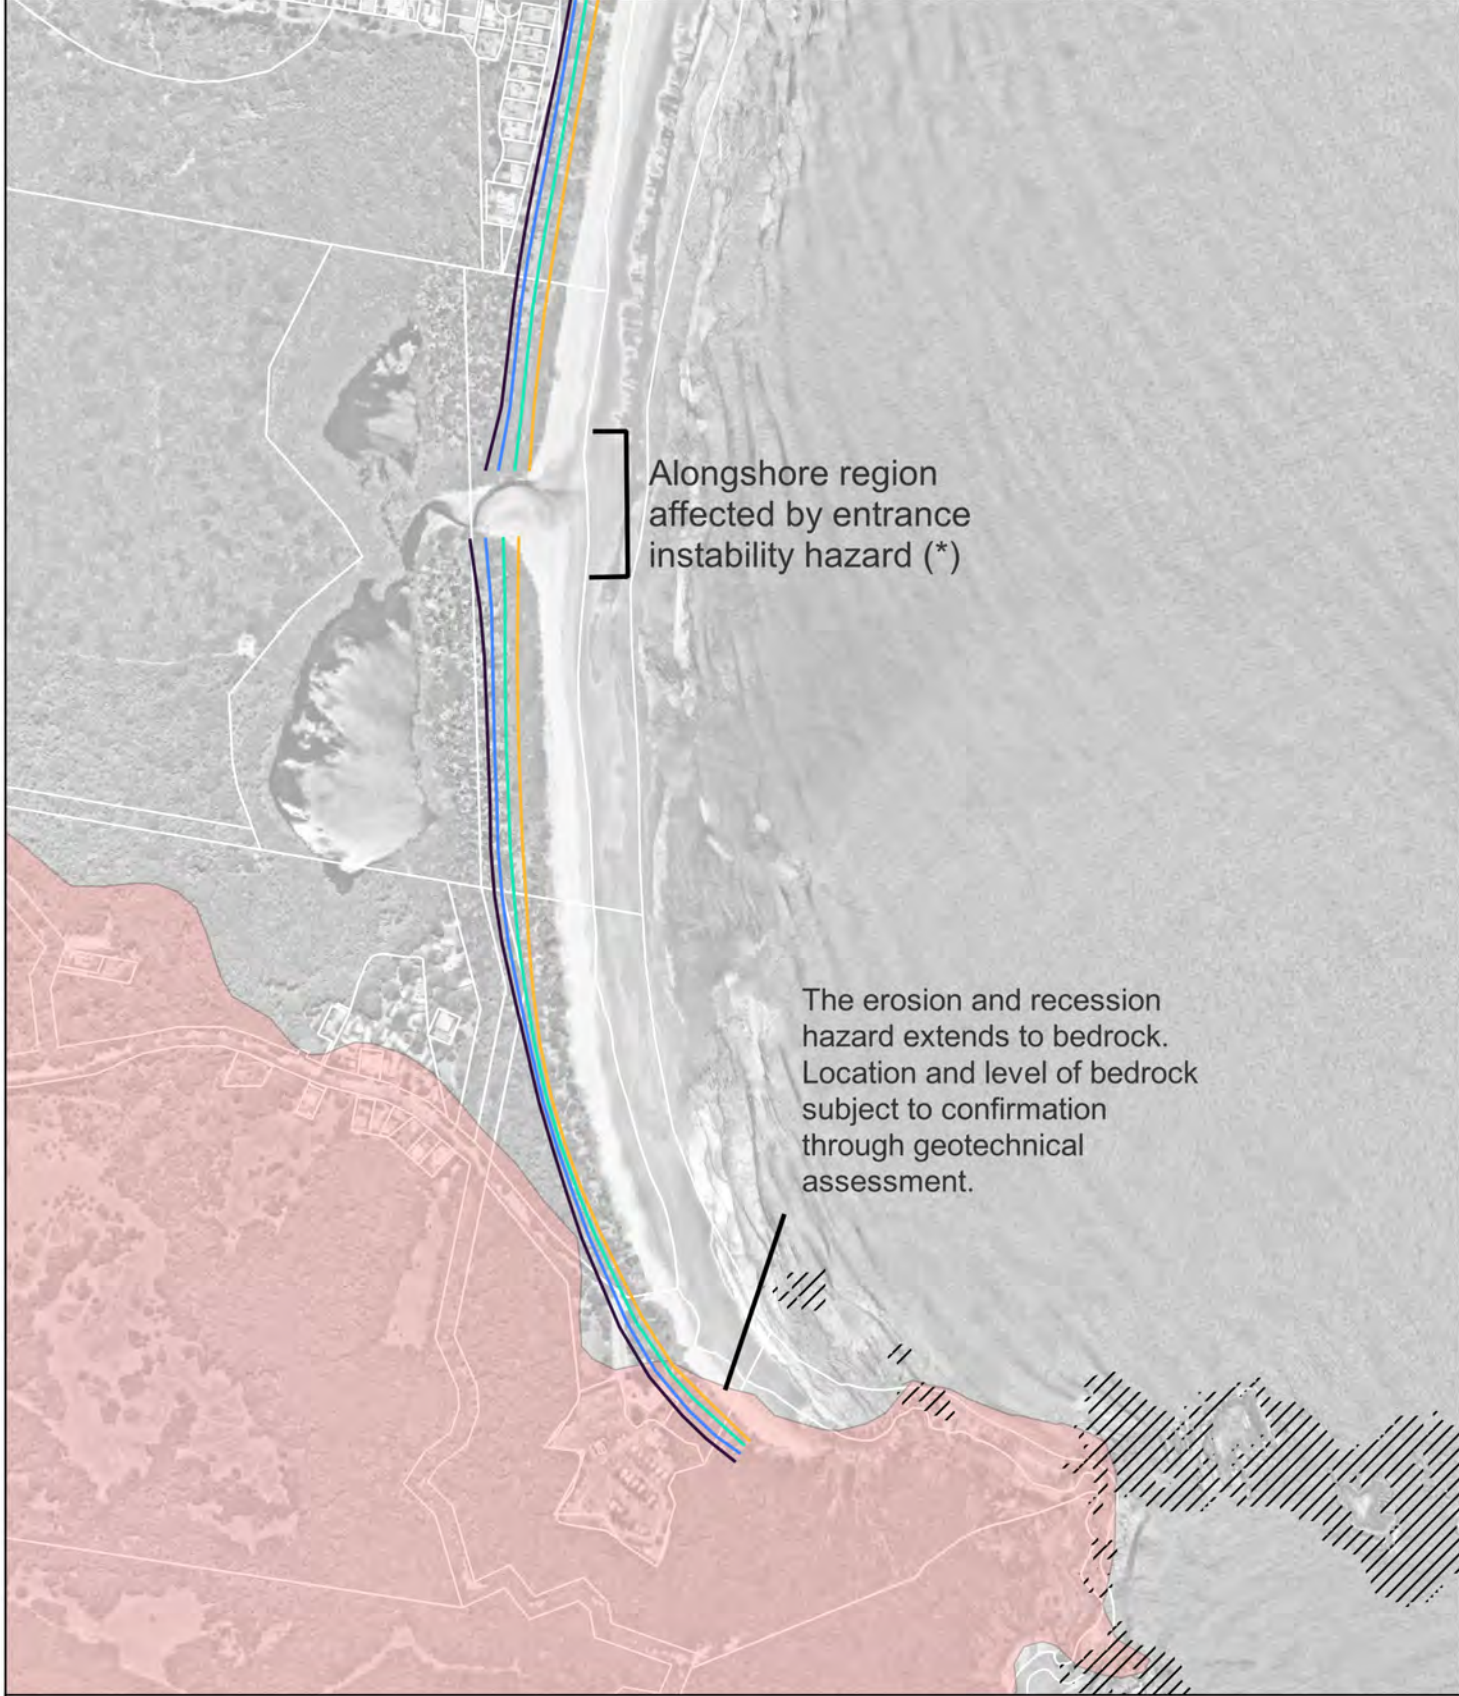 Alongshore region
affected by entrance
instability hazard (*)
The erosion and recession
hazard extends to bedrock.
Location and level of bedrock
subject to confirmation
through geotechnical
assessment.